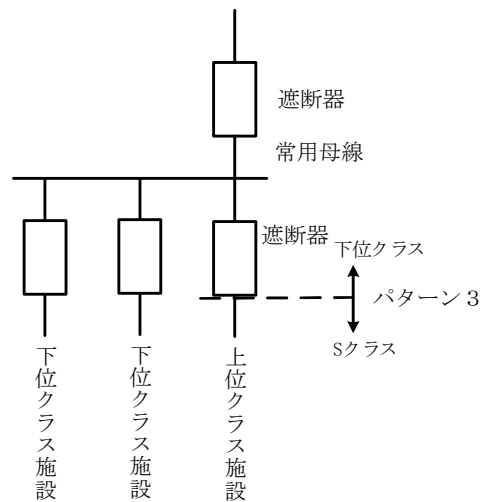 遮断器
常用母線
遮断器
下位クラス
パターン３
Sクラス
下位クラス施設
下位クラス施設
上位クラス施設